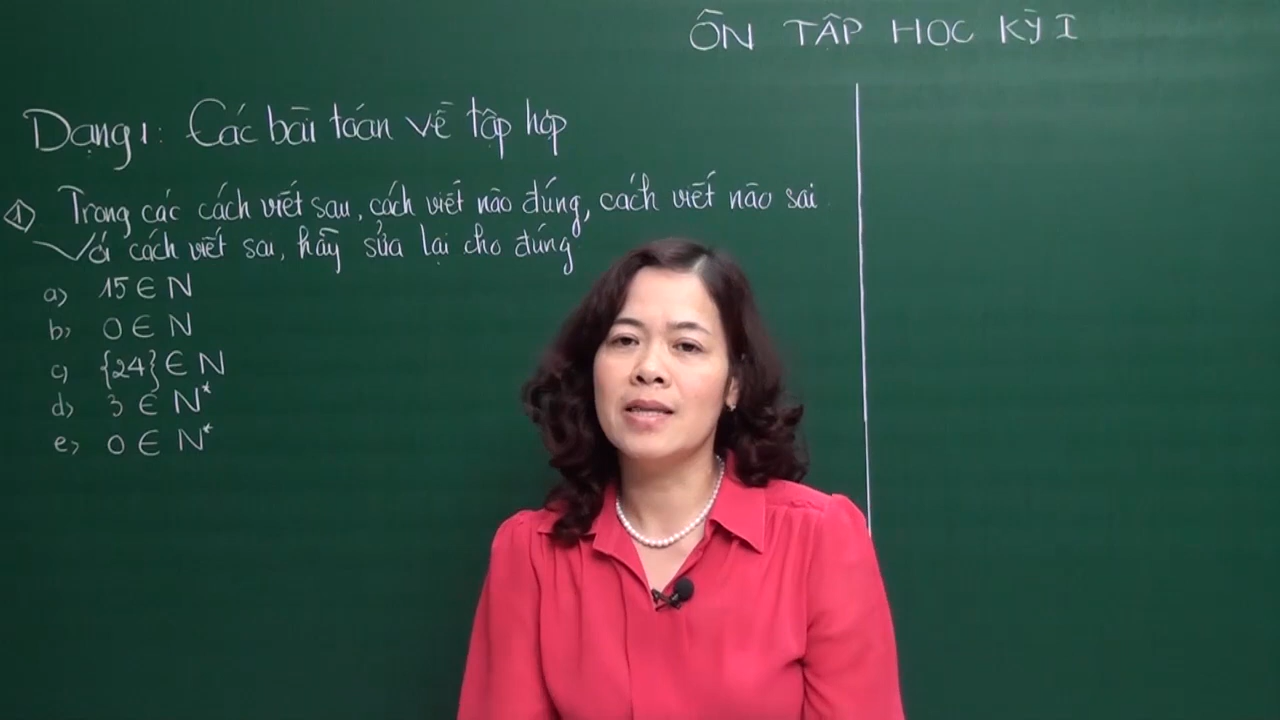 ÔN TẬP HỌC KỲ I
Dạng 1: Các bài toán về tập hợp
1 Trong các cách viết sau, cách viết nào đúng, cách viết nào sai
Với cách viết sai, hãy sửa lại cho đúng
a) 15 ∈ N
b) 0 ∈ N
c) {24} ∈ N
d) 3 ∈ N*
e) 0 ∈ N*